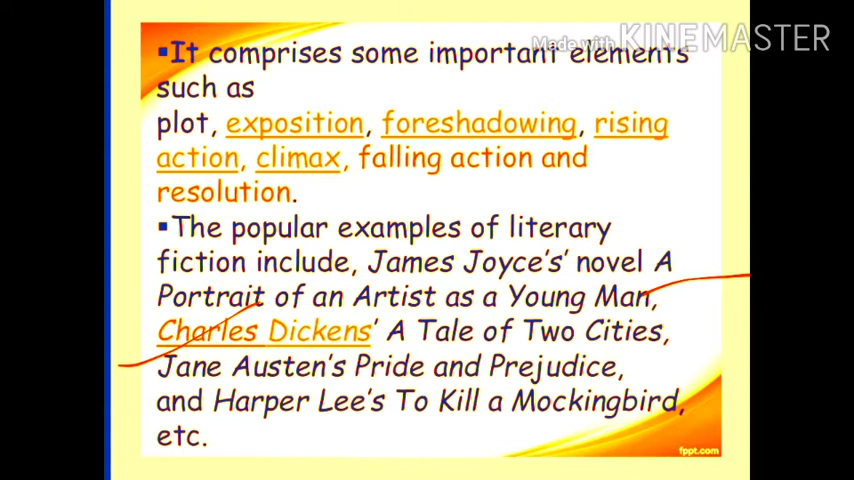 Made with KINEMASTER
▪It comprises some important elements
such as
plot, exposition, foreshadowing, rising
action, climax, falling action and
resolution.
▪The popular examples of literary
fiction include, James Joyce's' novel A
Portrait of an Artist as a Young Man,
Charles Dickens' A Tale of Two Cities,
Jane Austen's Pride and Prejudice,
and Harper Lee's To Kill a Mockingbird,
etc.
fppt.com